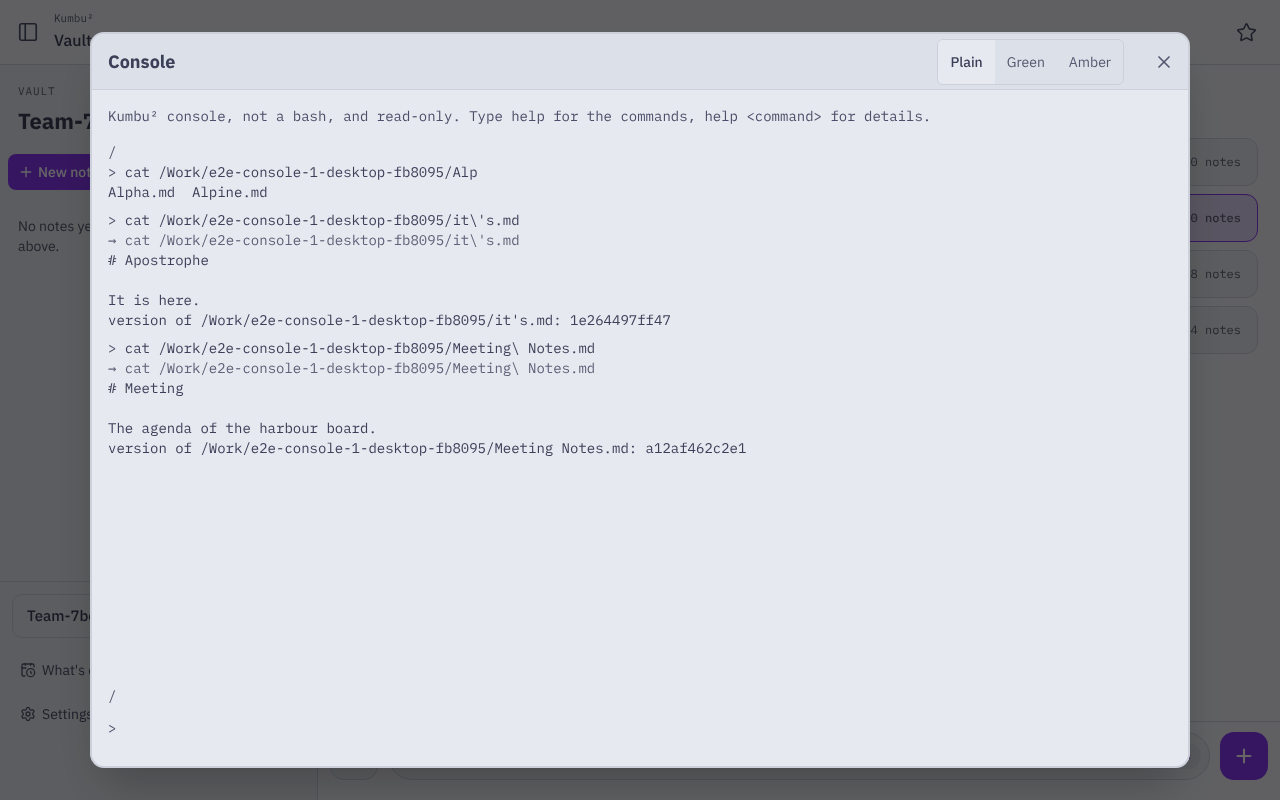 Kumbu²
Vault
VAULT
Team-7
New not
No notes ye
above.
Team-7b
What's
Settings
0 notes
0 notes
8 notes
4 notes
Console
Plain
Green
Amber
Kumbu² console, not a bash, and read-only. Type help for the commands, help <command> for details.
/
> cat /Work/e2e-console-1-desktop-fb8095/Alp
Alpha.md  Alpine.md
> cat /Work/e2e-console-1-desktop-fb8095/it\'s.md
→ cat /Work/e2e-console-1-desktop-fb8095/it\'s.md
# Apostrophe
It is here.
version of /Work/e2e-console-1-desktop-fb8095/it's.md: 1e264497ff47
> cat /Work/e2e-console-1-desktop-fb8095/Meeting\ Notes.md
→ cat /Work/e2e-console-1-desktop-fb8095/Meeting\ Notes.md
# Meeting
The agenda of the harbour board.
version of /Work/e2e-console-1-desktop-fb8095/Meeting Notes.md: a12af462c2e1
/
>